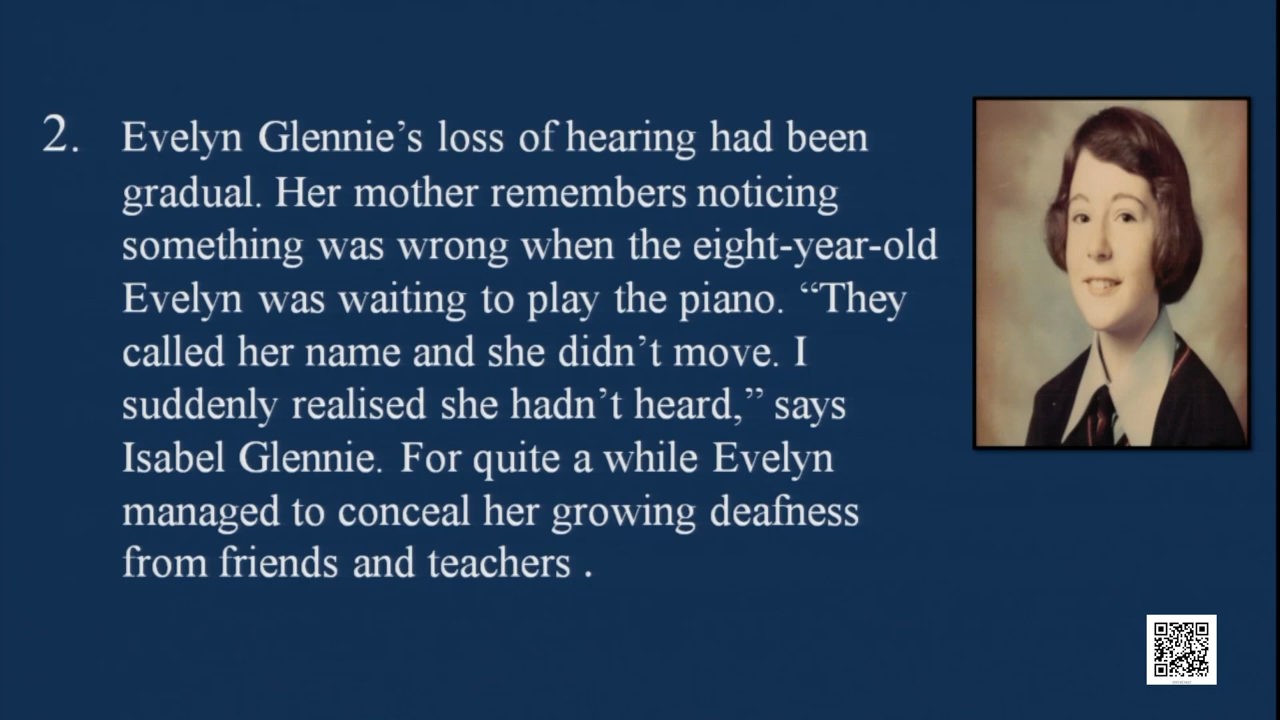 2. Evelyn Glennie’s loss of hearing had been
gradual. Her mother remembers noticing
something was wrong when the eight-year-old
Evelyn was waiting to play the piano. “They
called her name and she didn’t move. I
suddenly realised she hadn’t heard,” says
Isabel Glennie. For quite a while Evelyn
managed to conceal her growing deafness
from friends and teachers .